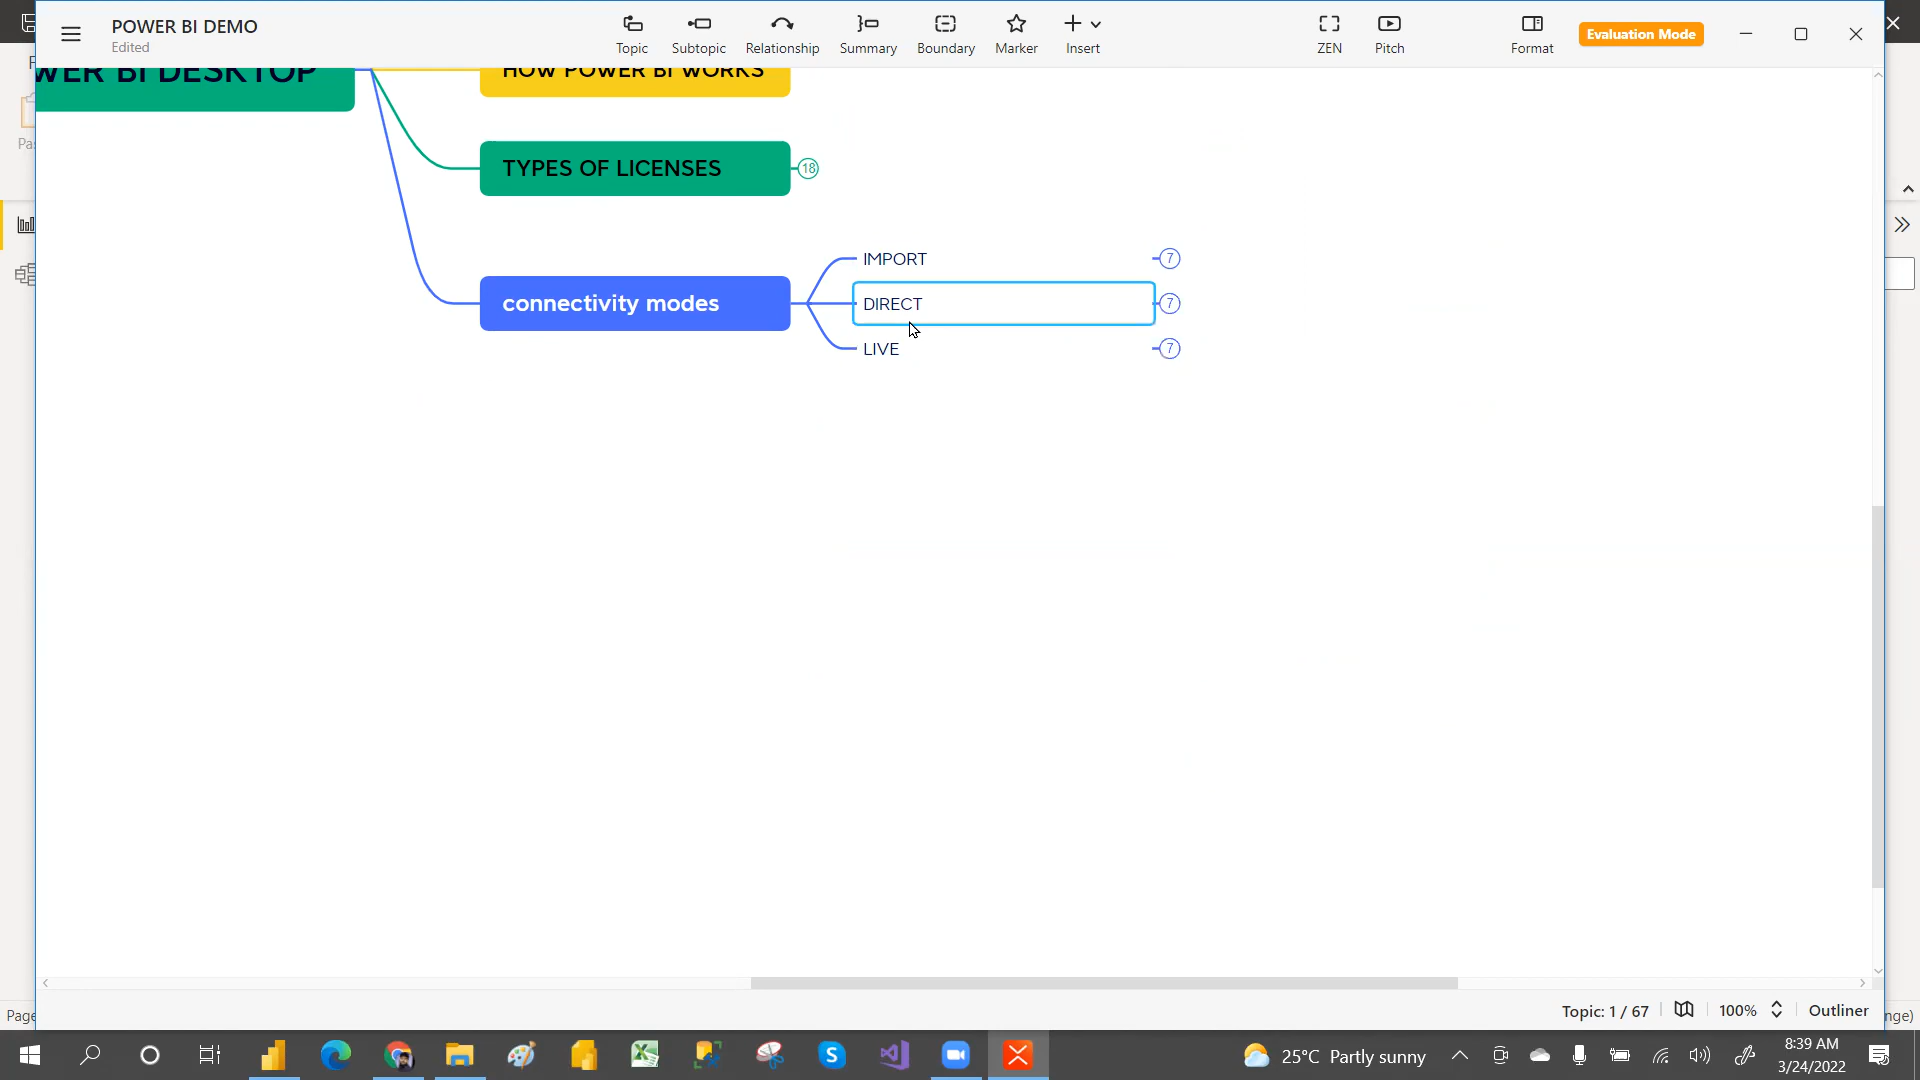 POWER BI DEMO
Edited
Topic
Subtopic
Relationship
Summary
Boundary
Marker
Insert
ZEN
Pitch
Format
Evaluation Mode
WER BI DESKTOP
HOW POWER BI WORKS
TYPES OF LICENSES
18
connectivity modes
IMPORT
7
DIRECT
7
LIVE
7
Topic: 1 / 67
100%
Outliner
Page
nge)
25°C Partly sunny
8:39 AM
3/24/2022